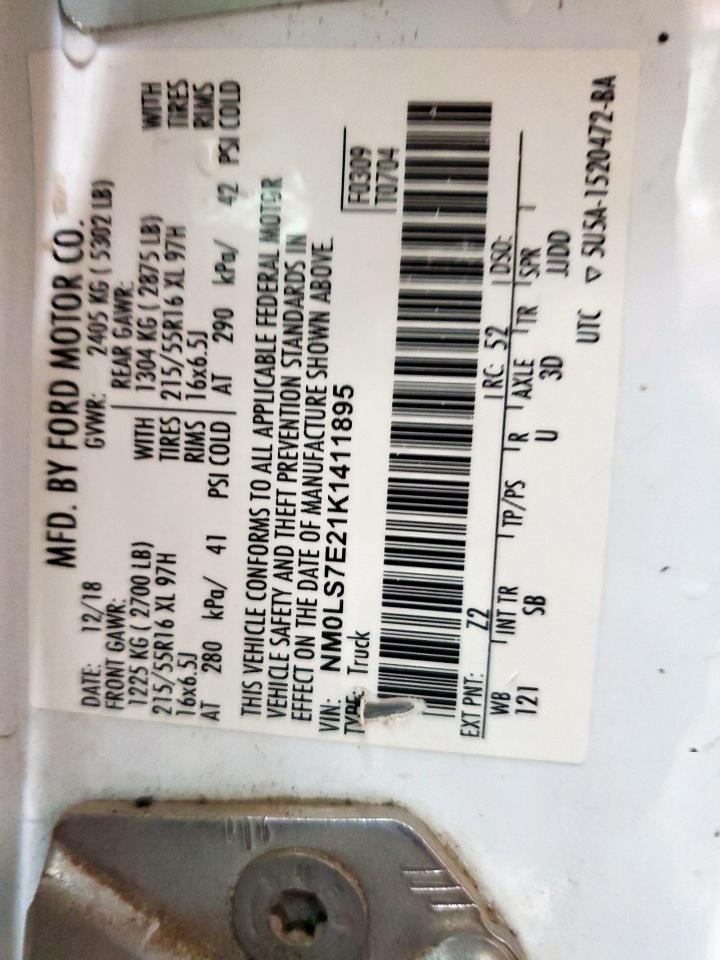 MFD. BY FORD MOTOR CO.
DATE: 12/18 GVWR: 2405 KG ( 5302 LB)
FRONT GAWR: REAR GAWR:
1225 KG ( 2700 LB) WITH 1304 KG ( 2875 LB) WITH
215/55R16 XL 97H TIRES 215/55R16 XL 97H TIRES
16x6.5J RIMS 16x6.5J RIMS
AT 280 kPa/ 41 PSI COLD AT 290 kPa/ 42 PSI COLD
THIS VEHICLE CONFORMS TO ALL APPLICABLE FEDERAL MOTOR
VEHICLE SAFETY AND THEFT PREVENTION STANDARDS IN
EFFECT ON THE DATE OF MANUFACTURE SHOWN ABOVE.
VIN: NM0LS7E21K1411895 F0309
TYPE: Truck T0704
EXT PNT: Z2 RC: 52 DSO:
WB INT TR TP/PS R AXLE TR SPR
121 SB U 3D JJDD
UTC ▽ 5U5A-1520472-BA